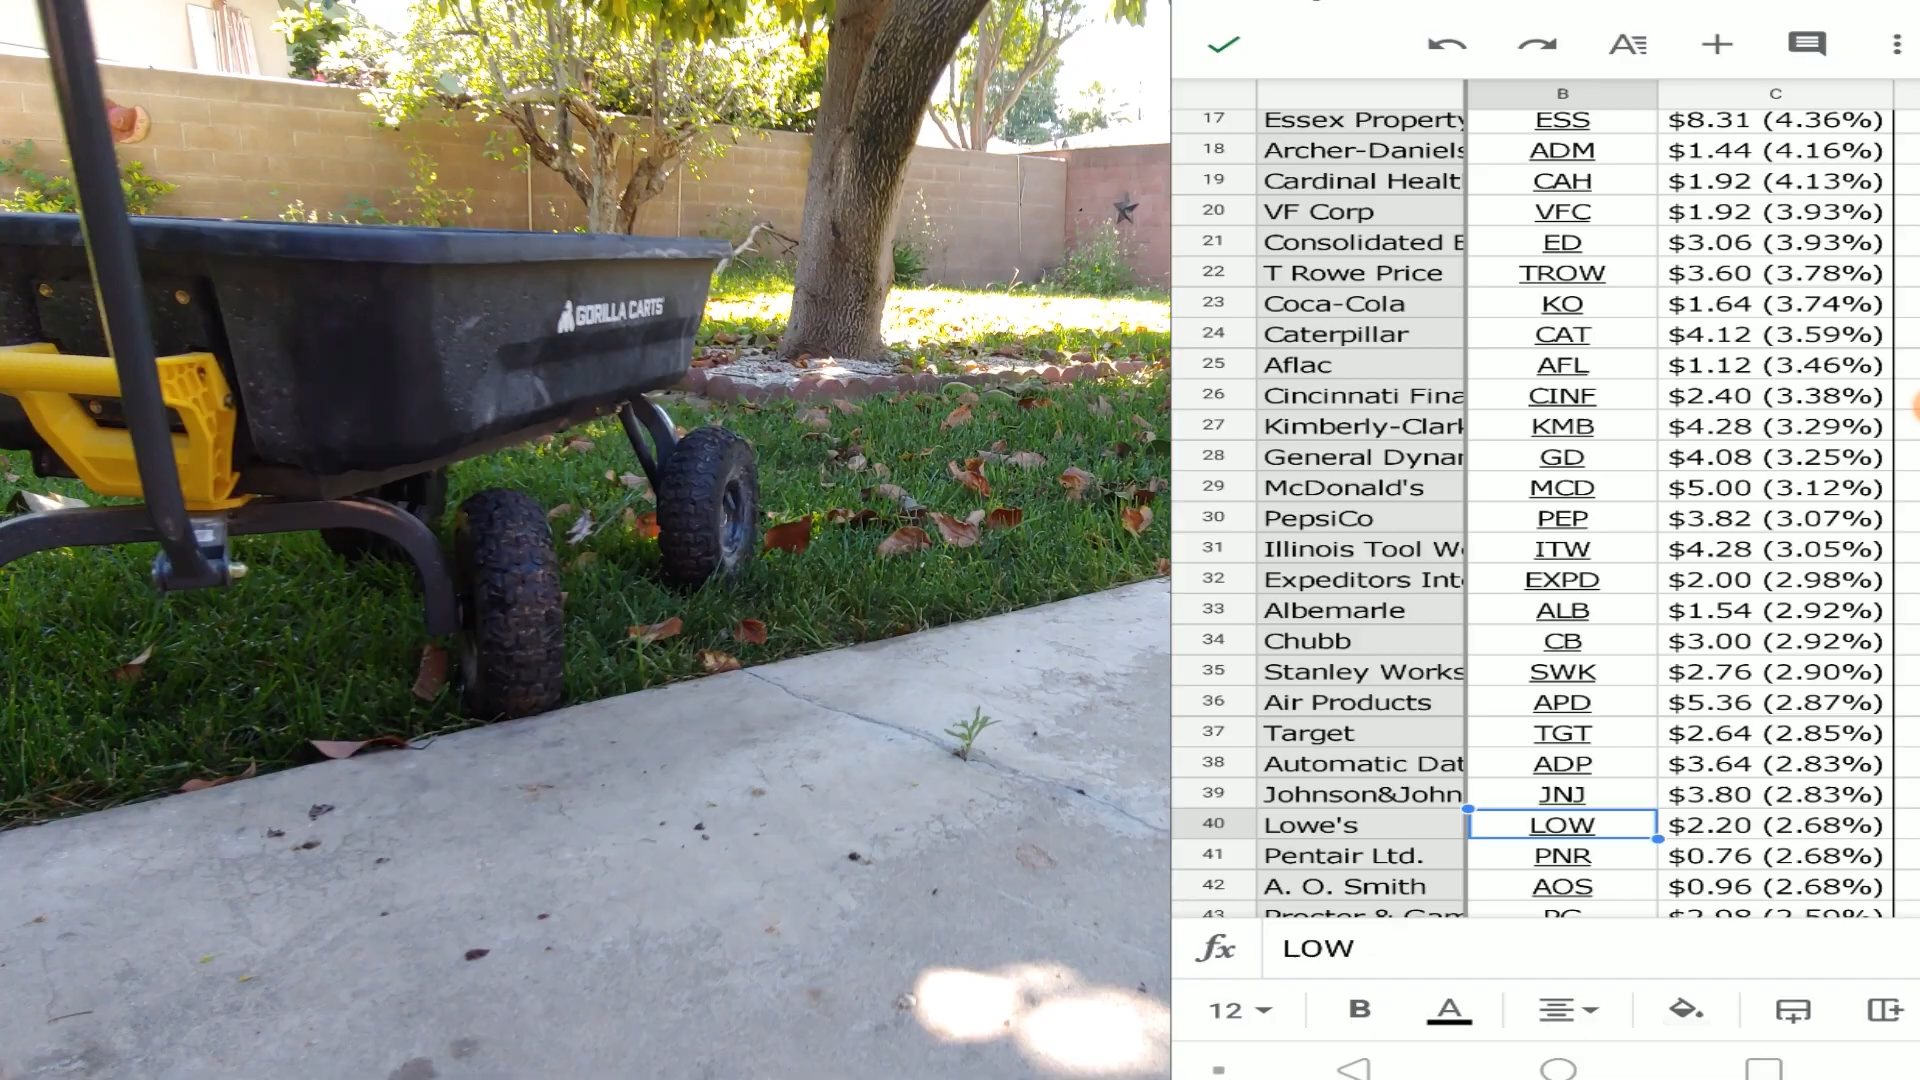 GORILLA CARTS
B C
17 Essex Property ESS $8.31 (4.36%)
18 Archer-Daniels ADM $1.44 (4.16%)
19 Cardinal Healt CAH $1.92 (4.13%)
20 VF Corp VFC $1.92 (3.93%)
21 Consolidated E ED $3.06 (3.93%)
22 T Rowe Price TROW $3.60 (3.78%)
23 Coca-Cola KO $1.64 (3.74%)
24 Caterpillar CAT $4.12 (3.59%)
25 Aflac AFL $1.12 (3.46%)
26 Cincinnati Fina CINF $2.40 (3.38%)
27 Kimberly-Clark KMB $4.28 (3.29%)
28 General Dynar GD $4.08 (3.25%)
29 McDonald's MCD $5.00 (3.12%)
30 PepsiCo PEP $3.82 (3.07%)
31 Illinois Tool W ITW $4.28 (3.05%)
32 Expeditors Int EXPD $2.00 (2.98%)
33 Albemarle ALB $1.54 (2.92%)
34 Chubb CB $3.00 (2.92%)
35 Stanley Works SWK $2.76 (2.90%)
36 Air Products APD $5.36 (2.87%)
37 Target TGT $2.64 (2.85%)
38 Automatic Dat ADP $3.64 (2.83%)
39 Johnson&John JNJ $3.80 (2.83%)
40 Lowe's LOW $2.20 (2.68%)
41 Pentair Ltd. PNR $0.76 (2.68%)
42 A. O. Smith AOS $0.96 (2.68%)
43 Procter & Gam PG $2.98 (2.59%)
fx LOW
12 B A